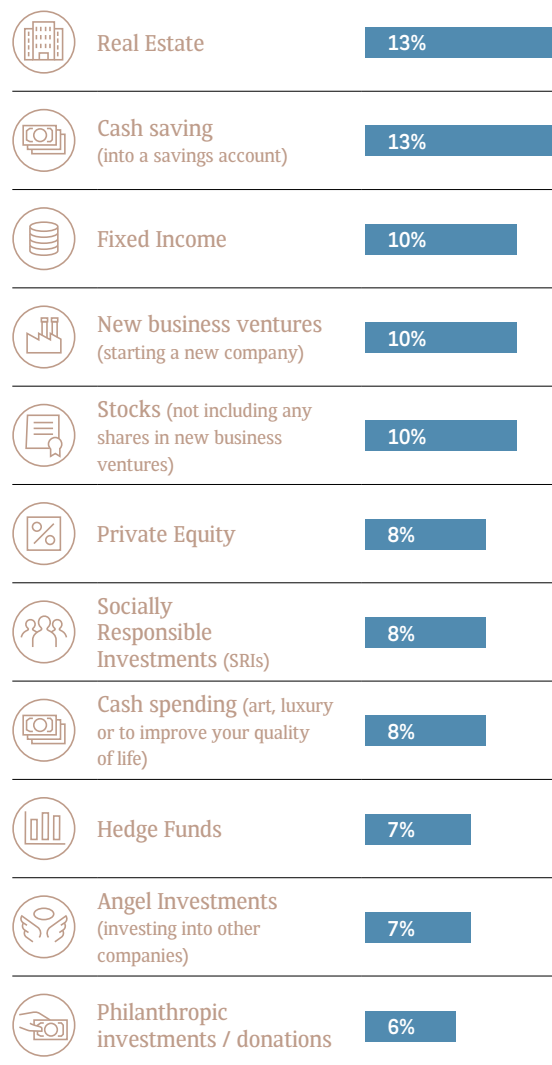 Real Estate 13%
Cash saving
(into a savings account) 13%
Fixed Income 10%
New business ventures
(starting a new company) 10%
Stocks (not including any
shares in new business
ventures) 10%
Private Equity 8%
Socially
Responsible
Investments (SRIs) 8%
Cash spending (art, luxury
or to improve your quality
of life) 8%
Hedge Funds 7%
Angel Investments
(investing into other
companies) 7%
Philanthropic
investments / donations 6%